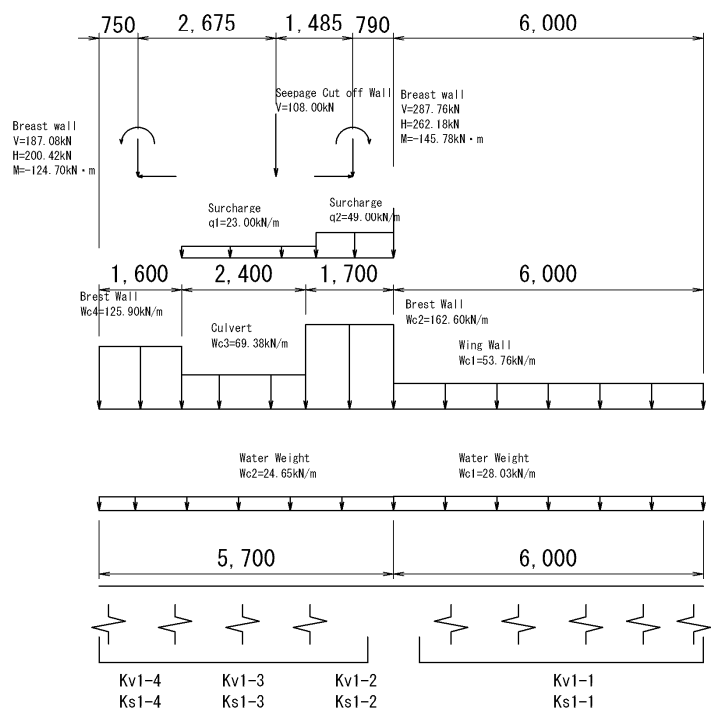 750 2,675 1,485 790 6,000
Seepage Cut off Wall
V=108.00kN
Breast wall
V=287.76kN
H=262.18kN
M=-145.78kN・m
Breast wall
V=187.08kN
H=200.42kN
M=-124.70kN・m
Surcharge
q1=23.00kN/m
Surcharge
q2=49.00kN/m
1,600 2,400 1,700 6,000
Brest Wall
Wc4=125.90kN/m
Culvert
Wc3=69.38kN/m
Brest Wall
Wc2=162.60kN/m
Wing Wall
Wc1=53.76kN/m
Water Weight
Wc2=24.65kN/m
Water Weight
Wc1=28.03kN/m
5,700 6,000
Kv1-4 Kv1-3 Kv1-2 Kv1-1
Ks1-4 Ks1-3 Ks1-2 Ks1-1